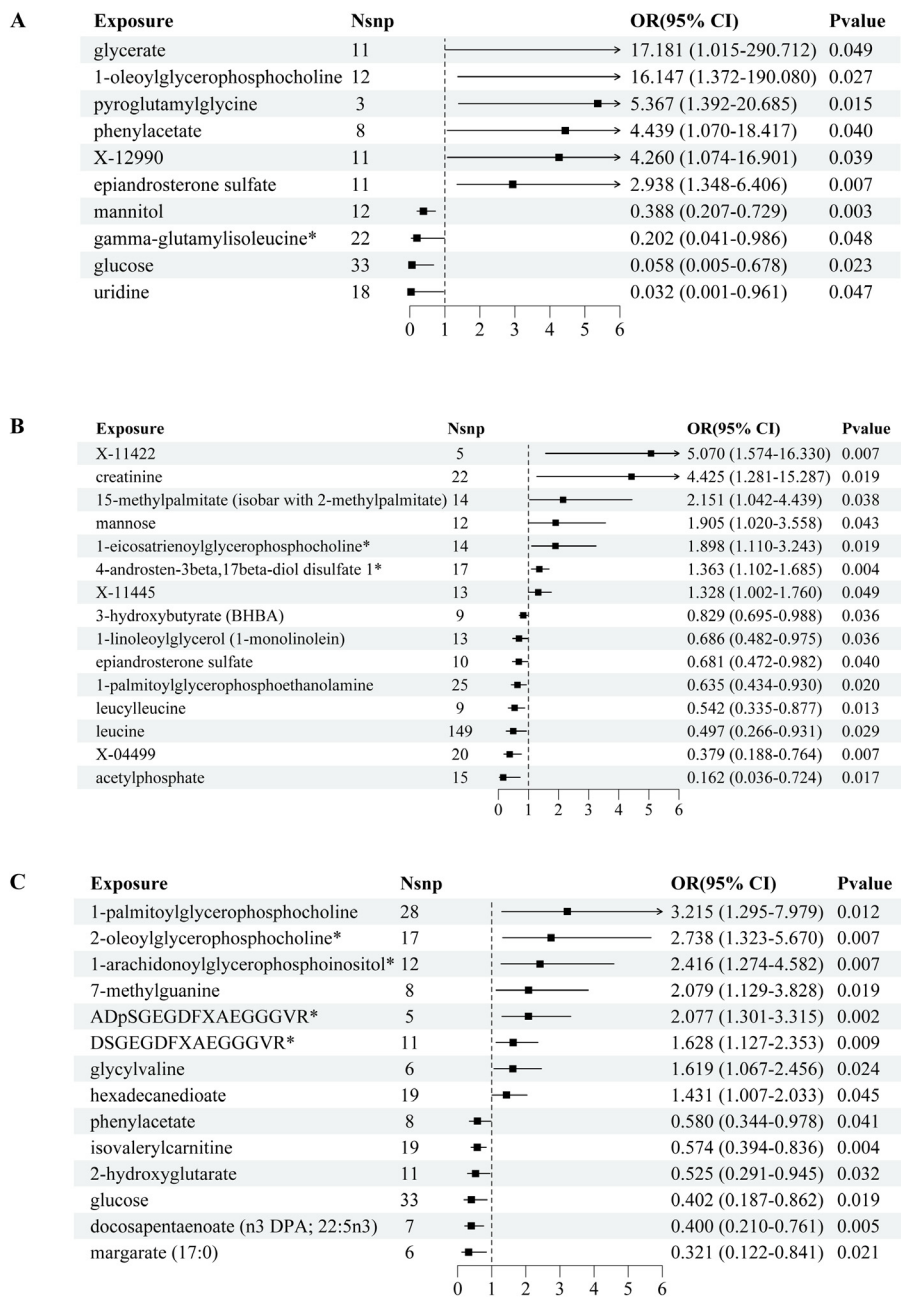 A
Exposure Nsnp OR(95% CI) Pvalue
glycerate 11 17.181 (1.015-290.712) 0.049
1-oleoylglycerophosphocholine 12 16.147 (1.372-190.080) 0.027
pyroglutamylglycine 3 5.367 (1.392-20.685) 0.015
phenylacetate 8 4.439 (1.070-18.417) 0.040
X-12990 11 4.260 (1.074-16.901) 0.039
epiandrosterone sulfate 11 2.938 (1.348-6.406) 0.007
mannitol 12 0.388 (0.207-0.729) 0.003
gamma-glutamylisoleucine* 22 0.202 (0.041-0.986) 0.048
glucose 33 0.058 (0.005-0.678) 0.023
uridine 18 0.032 (0.001-0.961) 0.047
0 1 2 3 4 5 6
B
Exposure Nsnp OR(95% CI) Pvalue
X-11422 5 5.070 (1.574-16.330) 0.007
creatinine 22 4.425 (1.281-15.287) 0.019
15-methylpalmitate (isobar with 2-methylpalmitate) 14 2.151 (1.042-4.439) 0.038
mannose 12 1.905 (1.020-3.558) 0.043
1-eicosatrienoylglycerophosphocholine* 14 1.898 (1.110-3.243) 0.019
4-androsten-3beta,17beta-diol disulfate 1* 17 1.363 (1.102-1.685) 0.004
X-11445 13 1.328 (1.002-1.760) 0.049
3-hydroxybutyrate (BHBA) 9 0.829 (0.695-0.988) 0.036
1-linoleoylglycerol (1-monolinolein) 13 0.686 (0.482-0.975) 0.036
epiandrosterone sulfate 10 0.681 (0.472-0.982) 0.040
1-palmitoylglycerophosphoethanolamine 25 0.635 (0.434-0.930) 0.020
leucylleucine 9 0.542 (0.335-0.877) 0.013
leucine 149 0.497 (0.266-0.931) 0.029
X-04499 20 0.379 (0.188-0.764) 0.007
acetylphosphate 15 0.162 (0.036-0.724) 0.017
0 1 2 3 4 5 6
C
Exposure Nsnp OR(95% CI) Pvalue
1-palmitoylglycerophosphocholine 28 3.215 (1.295-7.979) 0.012
2-oleoylglycerophosphocholine* 17 2.738 (1.323-5.670) 0.007
1-arachidonoylglycerophosphoinositol* 12 2.416 (1.274-4.582) 0.007
7-methylguanine 8 2.079 (1.129-3.828) 0.019
ADpSGEGDFXAEGGGVR* 5 2.077 (1.301-3.315) 0.002
DSGEGDFXAEGGGVR* 11 1.628 (1.127-2.353) 0.009
glycylvaline 6 1.619 (1.067-2.456) 0.024
hexadecanedioate 19 1.431 (1.007-2.033) 0.045
phenylacetate 8 0.580 (0.344-0.978) 0.041
isovalerylcarnitine 19 0.574 (0.394-0.836) 0.004
2-hydroxyglutarate 11 0.525 (0.291-0.945) 0.032
glucose 33 0.402 (0.187-0.862) 0.019
docosapentaenoate (n3 DPA; 22:5n3) 7 0.400 (0.210-0.761) 0.005
margarate (17:0) 6 0.321 (0.122-0.841) 0.021
0 1 2 3 4 5 6